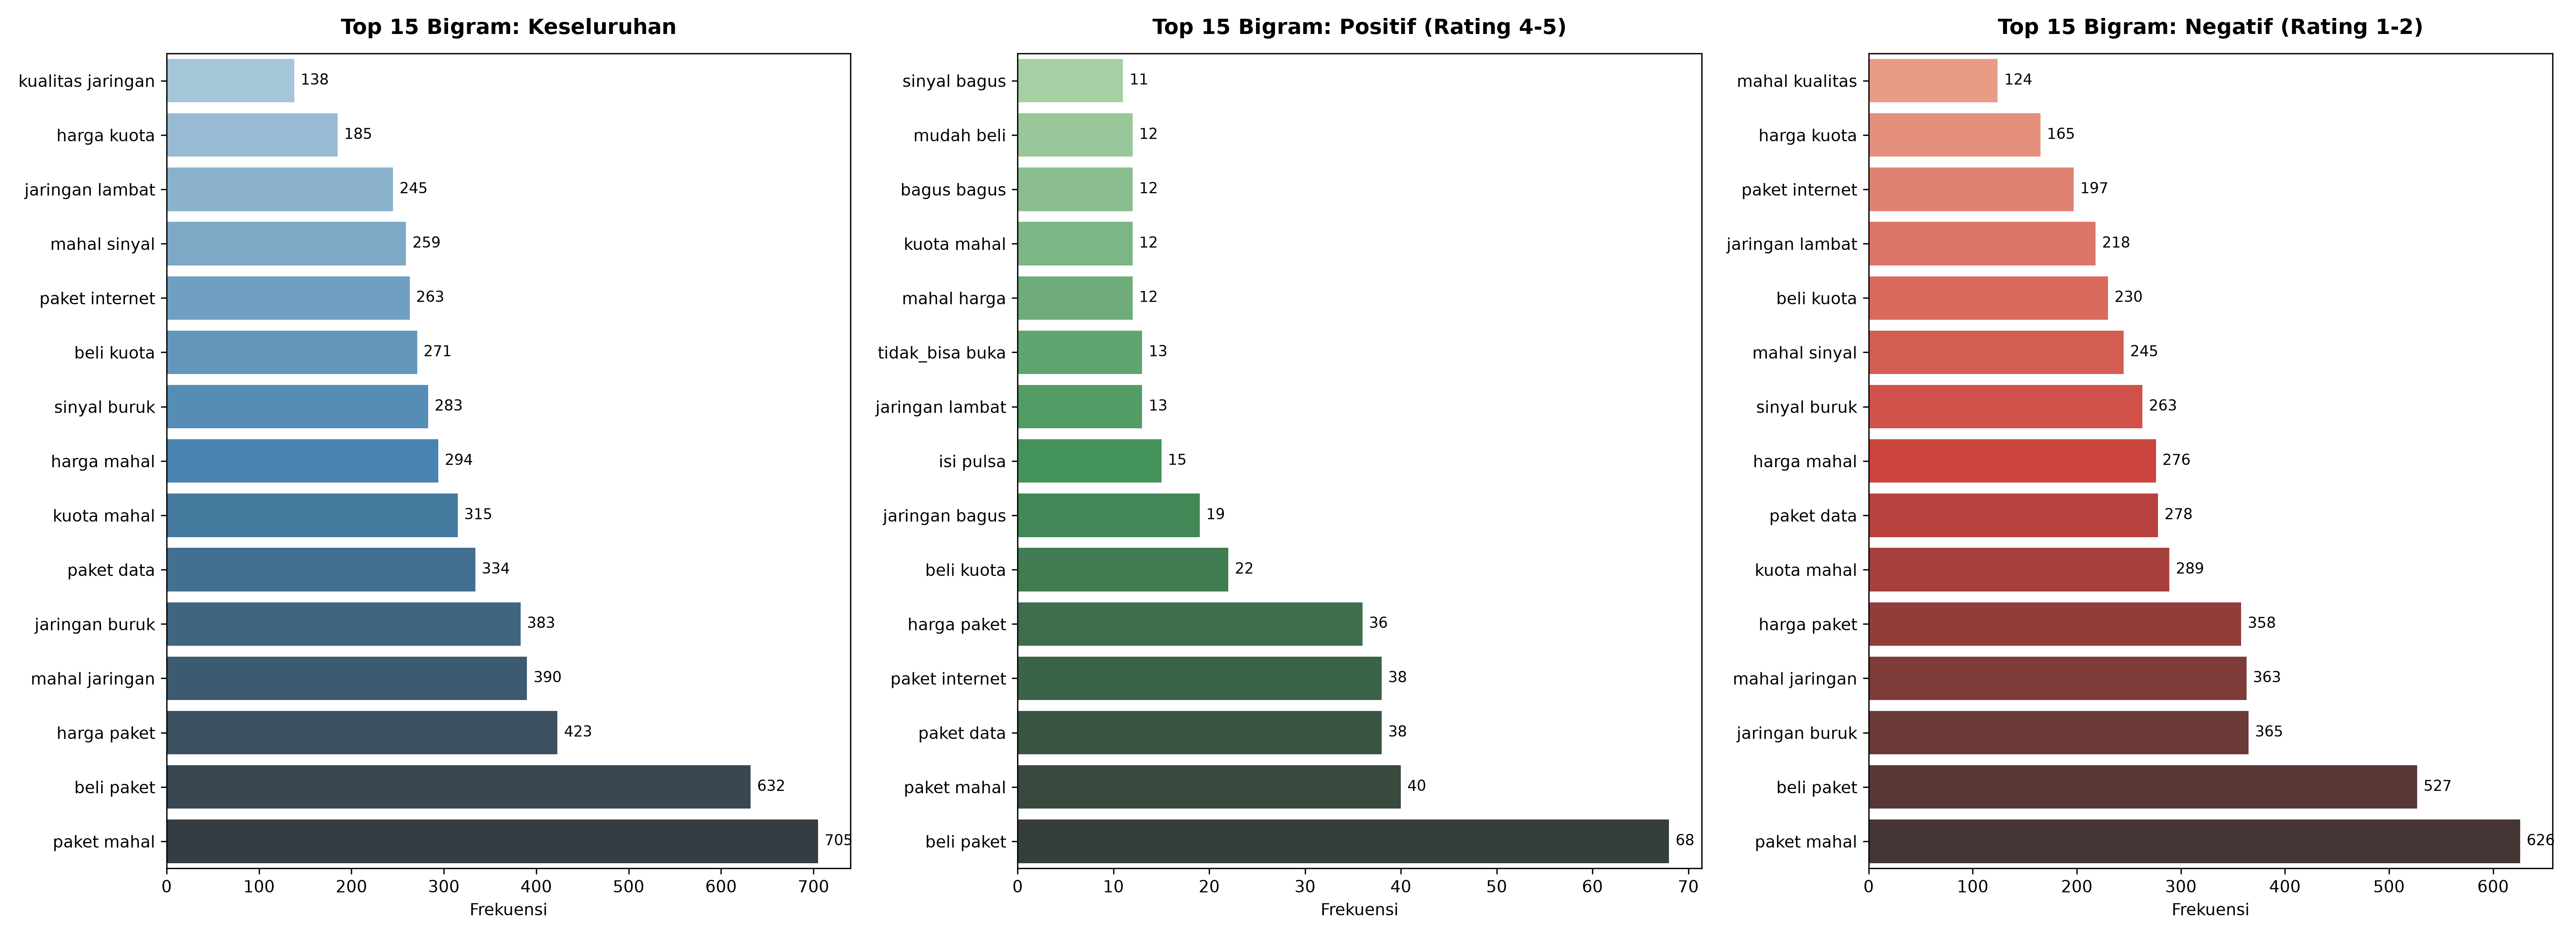 Top 15 Bigram: Keseluruhan
kualitas jaringan 138
harga kuota 185
jaringan lambat 245
mahal sinyal 259
paket internet 263
beli kuota 271
sinyal buruk 283
harga mahal 294
kuota mahal 315
paket data 334
jaringan buruk 383
mahal jaringan 390
harga paket 423
beli paket 632
paket mahal 705
0 100 200 300 400 500 600 700
Frekuensi
Top 15 Bigram: Positif (Rating 4-5)
sinyal bagus 11
mudah beli 12
bagus bagus 12
kuota mahal 12
mahal harga 12
tidak_bisa buka 13
jaringan lambat 13
isi pulsa 15
jaringan bagus 19
beli kuota 22
harga paket 36
paket internet 38
paket data 38
paket mahal 40
beli paket 68
0 10 20 30 40 50 60 70
Frekuensi
Top 15 Bigram: Negatif (Rating 1-2)
mahal kualitas 124
harga kuota 165
paket internet 197
jaringan lambat 218
beli kuota 230
mahal sinyal 245
sinyal buruk 263
harga mahal 276
paket data 278
kuota mahal 289
harga paket 358
mahal jaringan 363
jaringan buruk 365
beli paket 527
paket mahal 626
0 100 200 300 400 500 600
Frekuensi